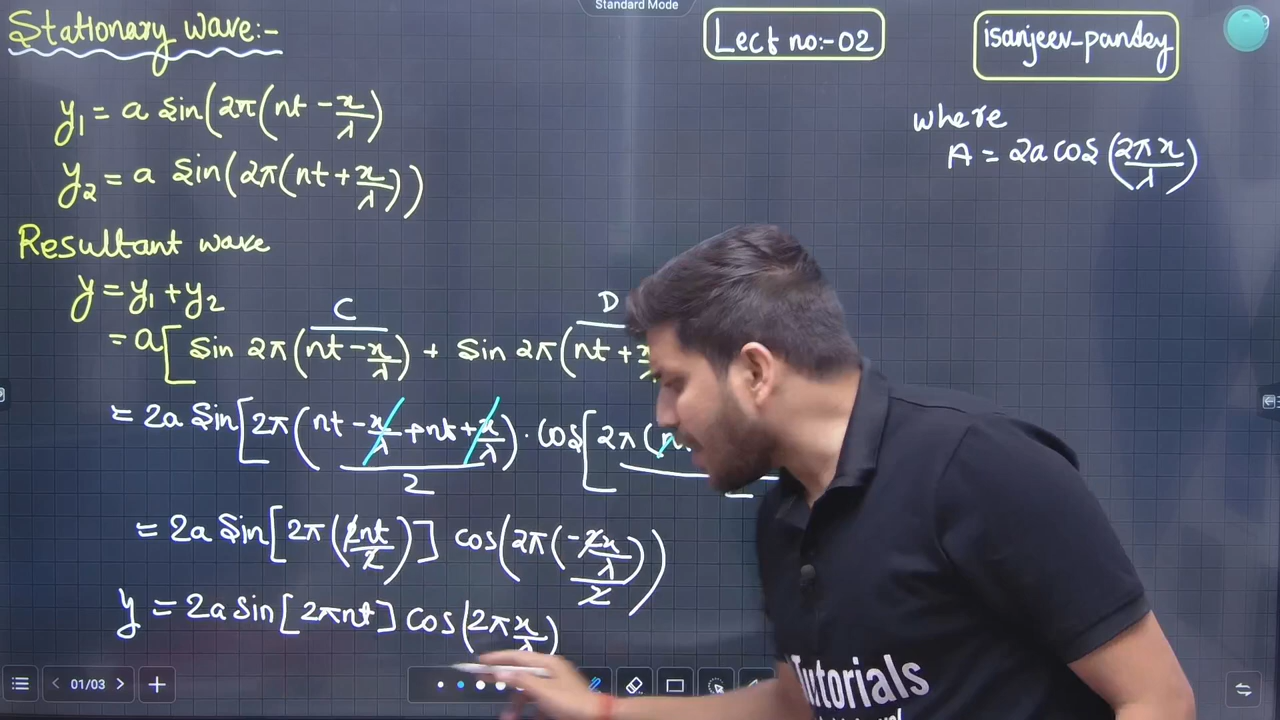 Standard Mode
Stationary wave:-
Lect no:-02
isanjeev-pandey
y₁ = a sin(2π(nt - x/λ)
y₂ = a sin(2π(nt + x/λ))
where
A = 2a cos(2πx/λ)
Resultant wave
y = y₁ + y₂
C D
= a[ sin 2π(nt - x/λ) + sin 2π(nt +
= 2a sin[2π(nt - x/λ + nt + x/λ)/2 . cos[2π(
= 2a sin[2π(2nt/2)] cos(2π(-2x/λ)/2)
y = 2a sin[2πnt] cos(2πx/λ)
01/03
Tutorials